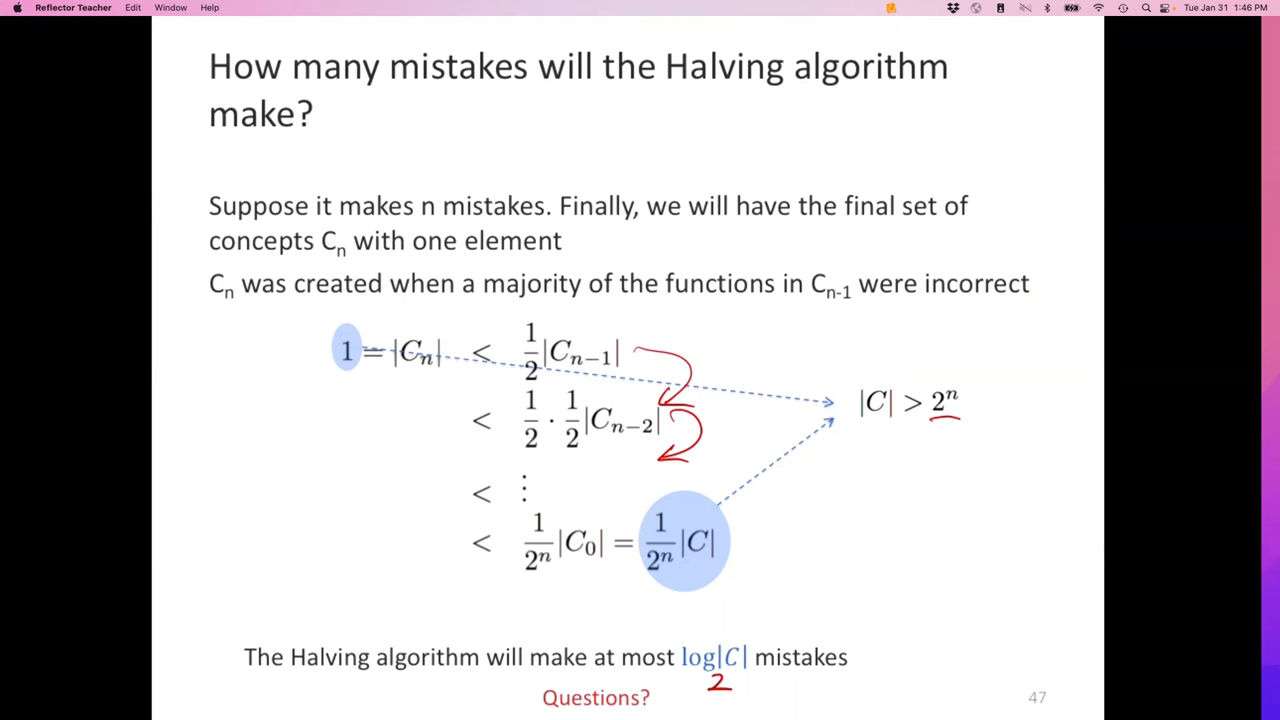 Reflector Teacher Edit Window Help Tue Jan 31 1:46 PM
How many mistakes will the Halving algorithm
make?
Suppose it makes n mistakes. Finally, we will have the final set of
concepts Cₙ with one element
Cₙ was created when a majority of the functions in Cₙ₋₁ were incorrect
1 = |Cₙ| < 1/2 |Cₙ₋₁|
< 1/2 · 1/2 |Cₙ₋₂|
|C| > 2ⁿ
< ⋮
< 1/2ⁿ |C₀| = 1/2ⁿ |C|
The Halving algorithm will make at most log|C| mistakes
2
Questions? 47